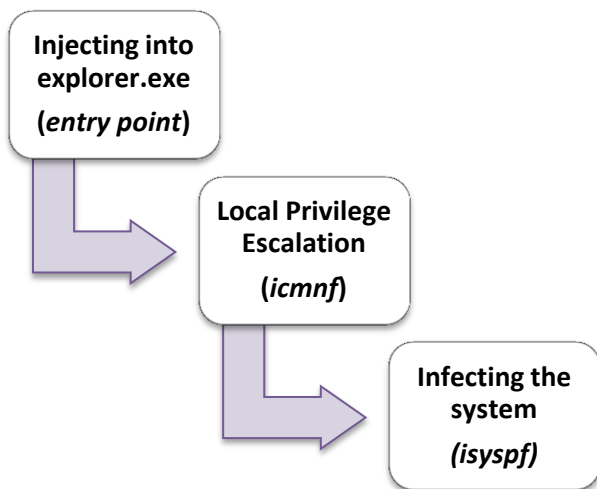 Injecting into
explorer.exe
(entry point)
Local Privilege
Escalation
(icmnf)
Infecting the
system
(isyspf)